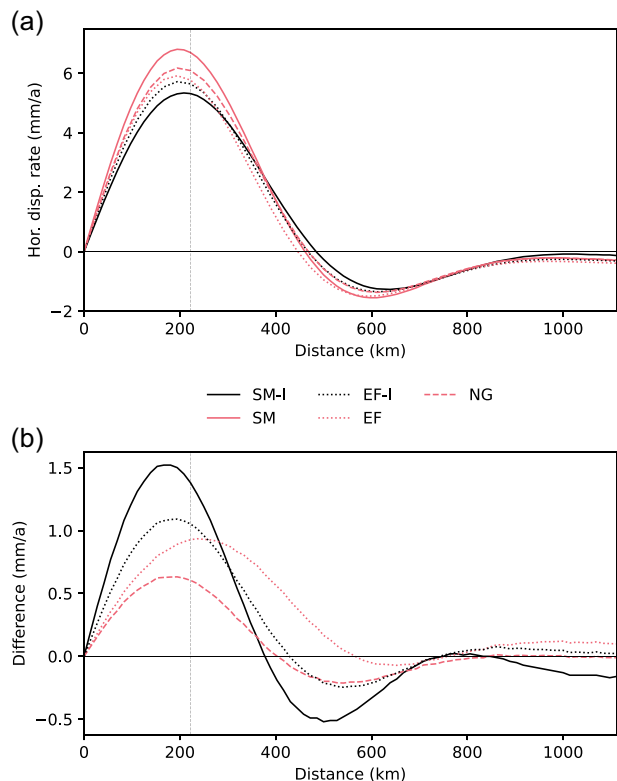 (a)
Hor. disp. rate (mm/a)
6
4
2
0
−2
0 200 400 600 800 1000
Distance (km)
SM-I EF-I NG
SM EF
(b)
Difference (mm/a)
1.5
1.0
0.5
0.0
−0.5
0 200 400 600 800 1000
Distance (km)